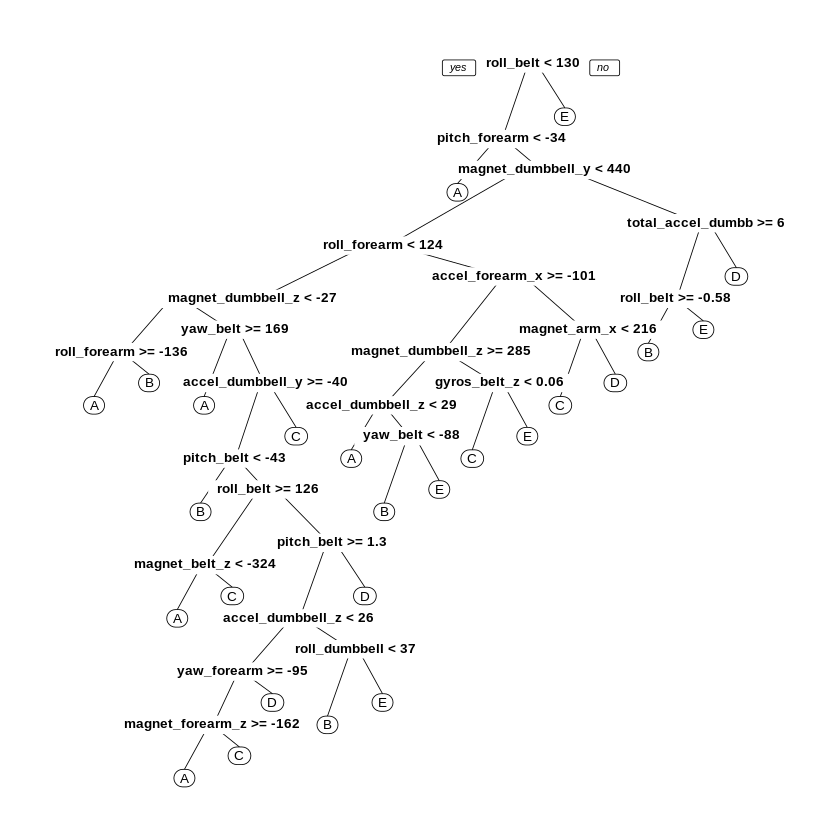 yes roll_belt < 130 no
E
pitch_forearm < -34
magnet_dumbbell_y < 440
A
total_accel_dumbb >= 6
roll_forearm < 124
accel_forearm_x >= -101
D
magnet_dumbbell_z < -27
roll_belt >= -0.58
yaw_belt >= 169
magnet_arm_x < 216
E
roll_forearm >= -136
magnet_dumbbell_z >= 285
B
B
accel_dumbbell_y >= -40
gyros_belt_z < 0.06
D
A
A
accel_dumbbell_z < 29
C
C
yaw_belt < -88
E
pitch_belt < -43
A
C
roll_belt >= 126
E
B
B
pitch_belt >= 1.3
magnet_belt_z < -324
C
D
A
accel_dumbbell_z < 26
roll_dumbbell < 37
yaw_forearm >= -95
D
E
magnet_forearm_z >= -162
B
C
A